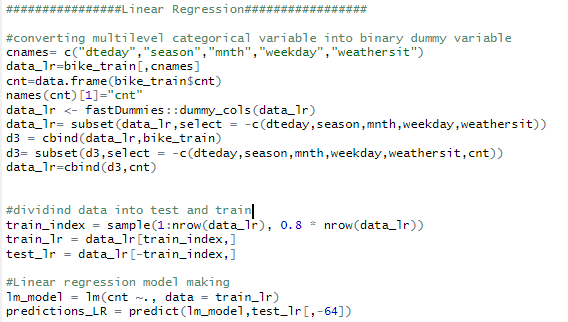 ################Linear Regression#################
#converting multilevel categorical variable into binary dummy variable
cnames= c("dteday","season","mnth","weekday","weathersit")
data_lr=bike_train[,cnames]
cnt=data.frame(bike_train$cnt)
names(cnt)[1]="cnt"
data_lr <- fastDummies::dummy_cols(data_lr)
data_lr= subset(data_lr,select = -c(dteday,season,mnth,weekday,weathersit))
d3 = cbind(data_lr,bike_train)
d3= subset(d3,select = -c(dteday,season,mnth,weekday,weathersit,cnt))
data_lr=cbind(d3,cnt)
#dividind data into test and train
train_index = sample(1:nrow(data_lr), 0.8 * nrow(data_lr))
train_lr = data_lr[train_index,]
test_lr = data_lr[-train_index,]
#Linear regression model making
lm_model = lm(cnt ~., data = train_lr)
predictions_LR = predict(lm_model,test_lr[,-64])